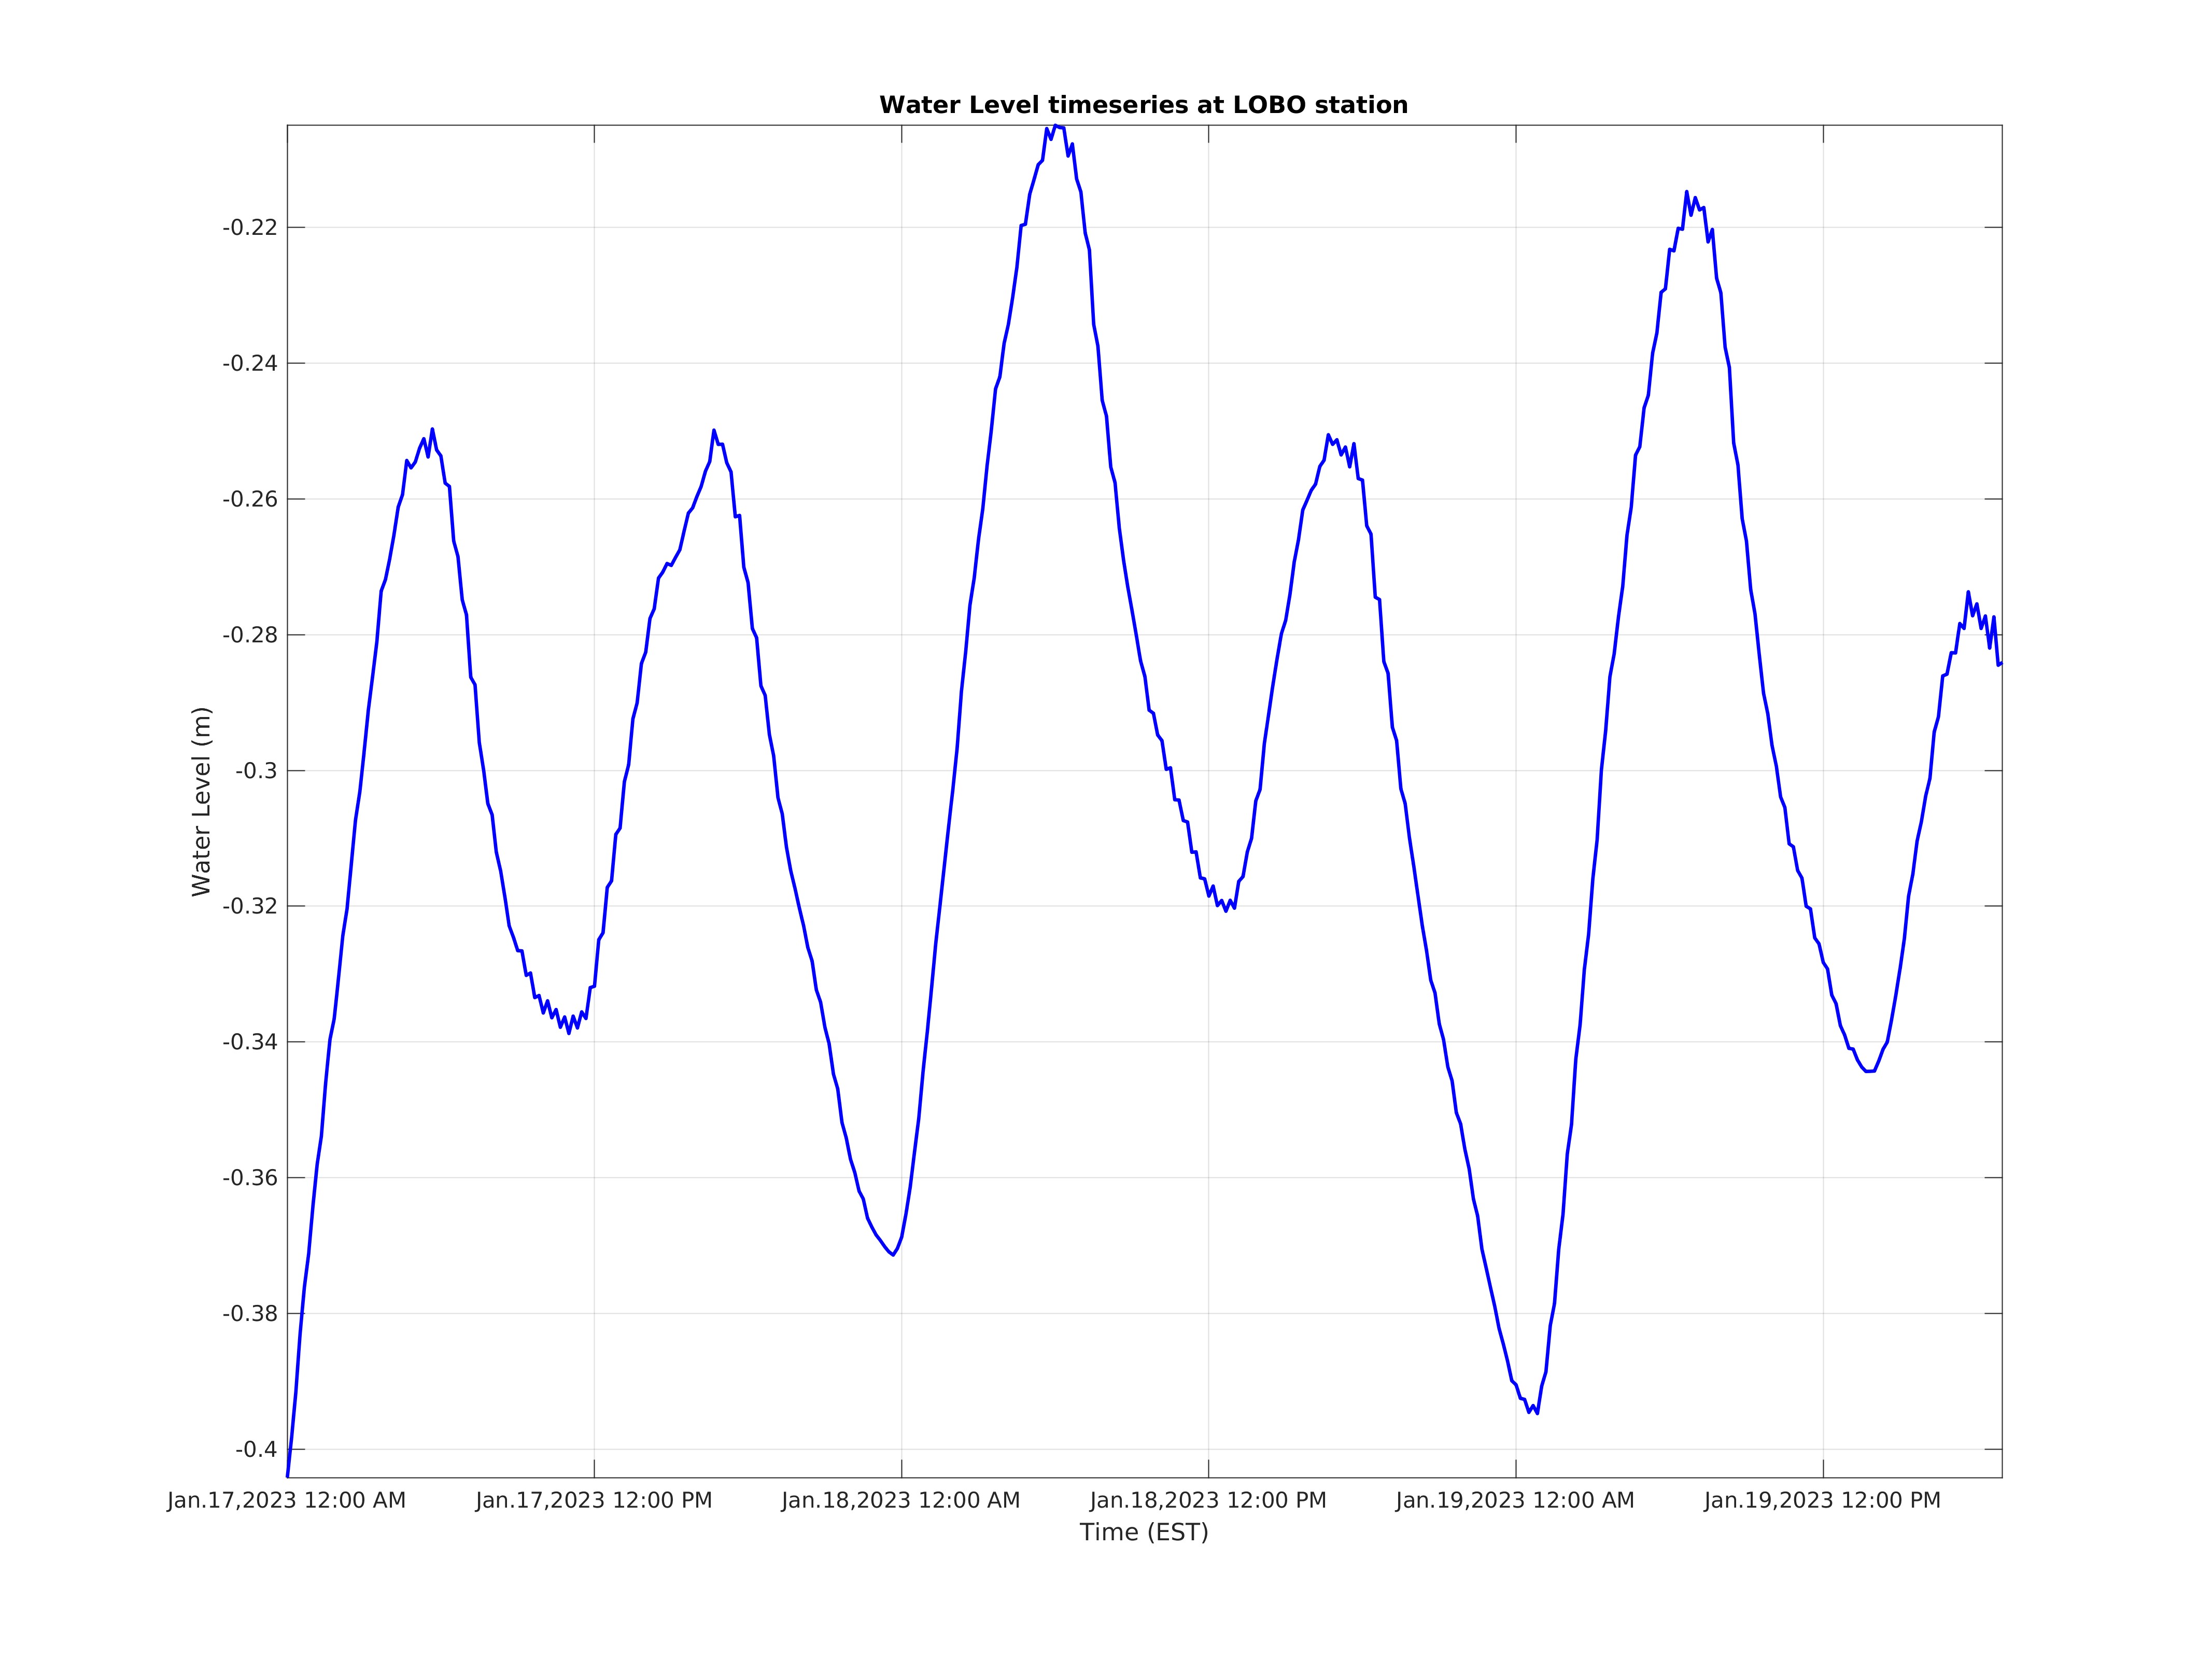 Water Level timeseries at LOBO station
-0.22
-0.24
-0.26
-0.28
-0.3
-0.32
-0.34
-0.36
-0.38
-0.4
Water Level (m)
Jan.17,2023 12:00 AM Jan.17,2023 12:00 PM Jan.18,2023 12:00 AM Jan.18,2023 12:00 PM Jan.19,2023 12:00 AM Jan.19,2023 12:00 PM
Time (EST)